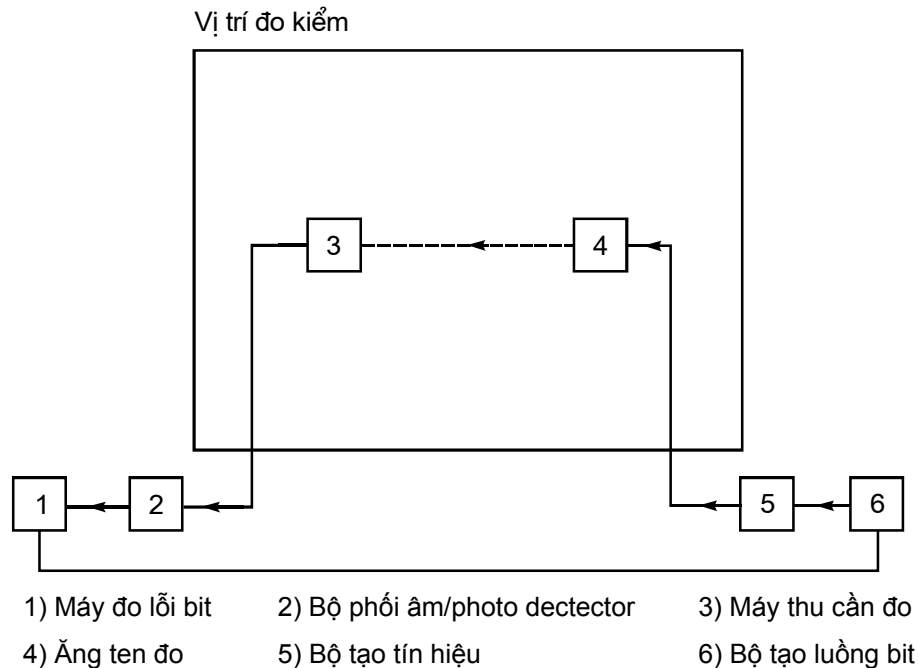 Vị trí đo kiểm
3 4
1 2 5 6
1) Máy đo lỗi bit 2) Bộ phối âm/photo dectector 3) Máy thu cần đo
4) Ăng ten đo 5) Bộ tạo tín hiệu 6) Bộ tạo luồng bit